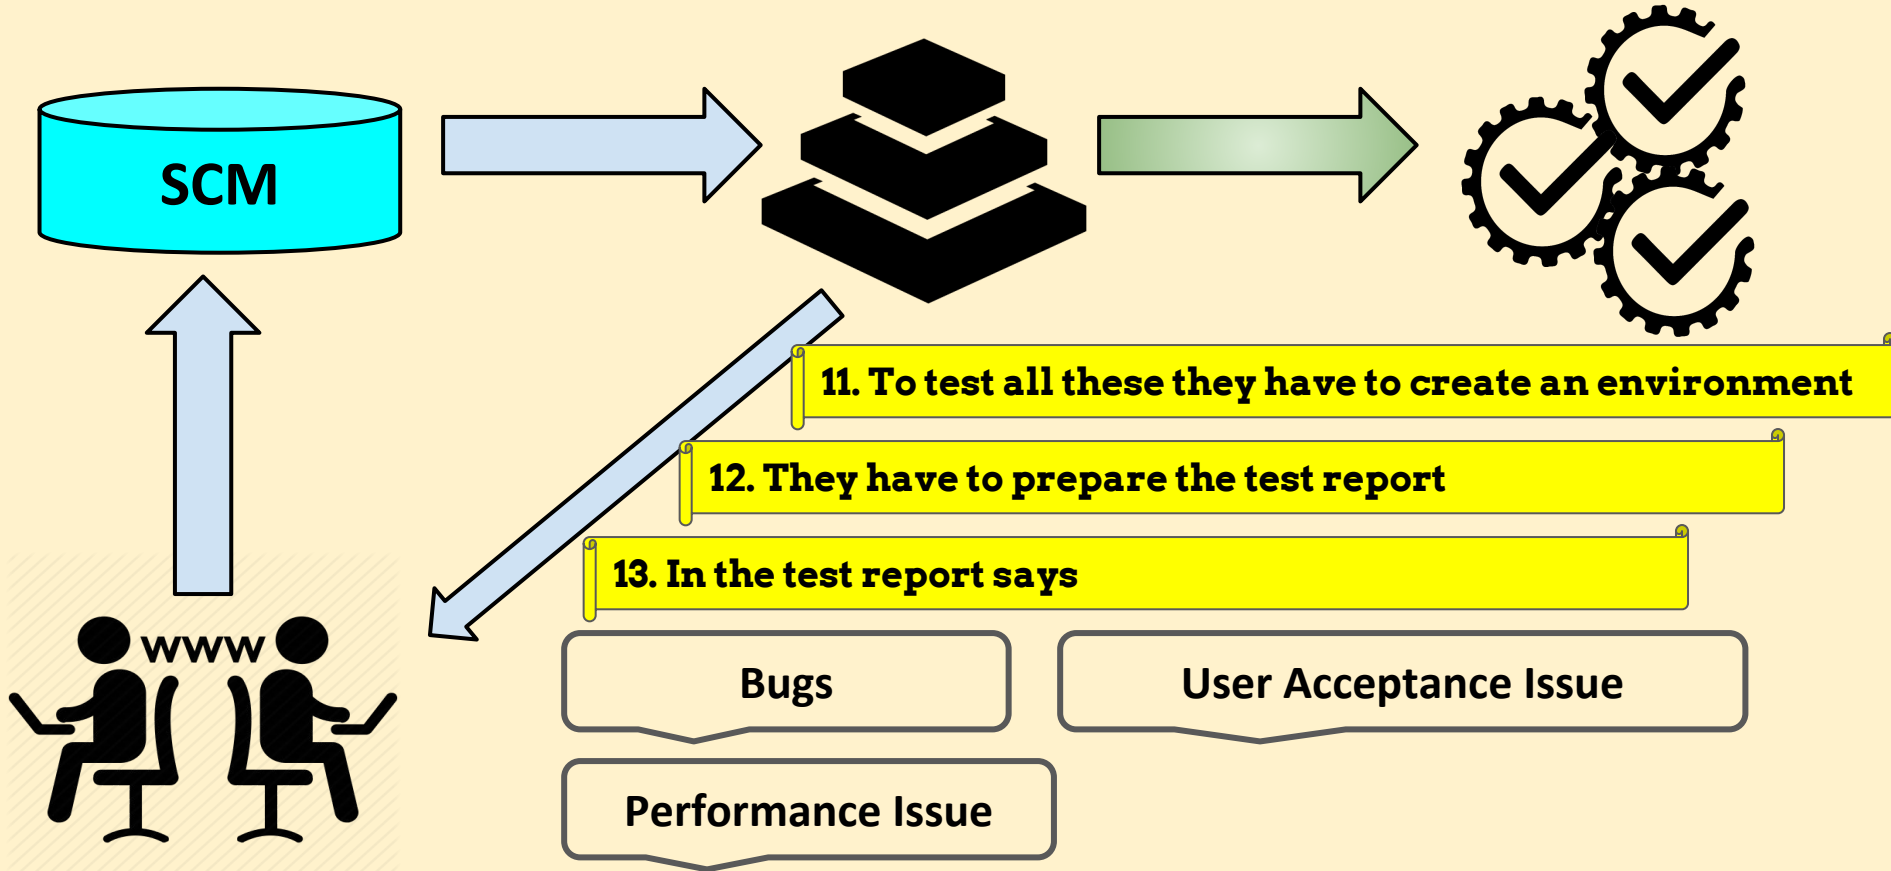 SCM
11. To test all these they have to create an environment
12. They have to prepare the test report
13. In the test report says
www
Bugs
User Acceptance Issue
Performance Issue